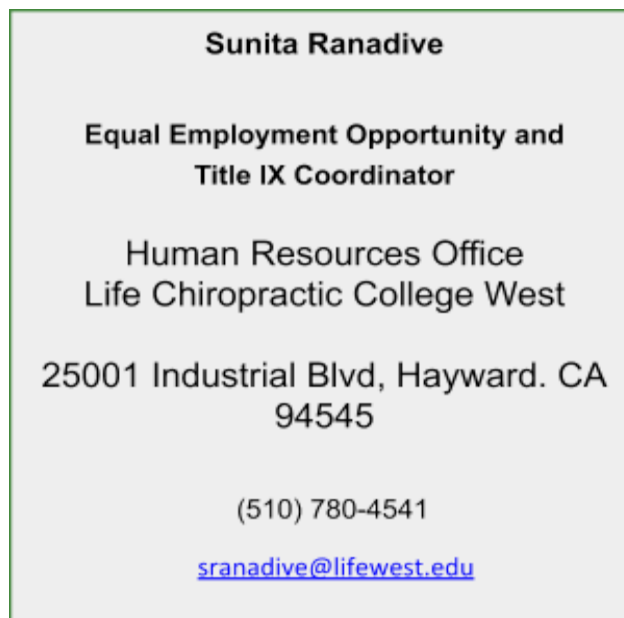 Sunita Ranadive
Equal Employment Opportunity and
Title IX Coordinator
Human Resources Office
Life Chiropractic College West
25001 Industrial Blvd, Hayward. CA
94545
(510) 780-4541
sranadive@lifewest.edu